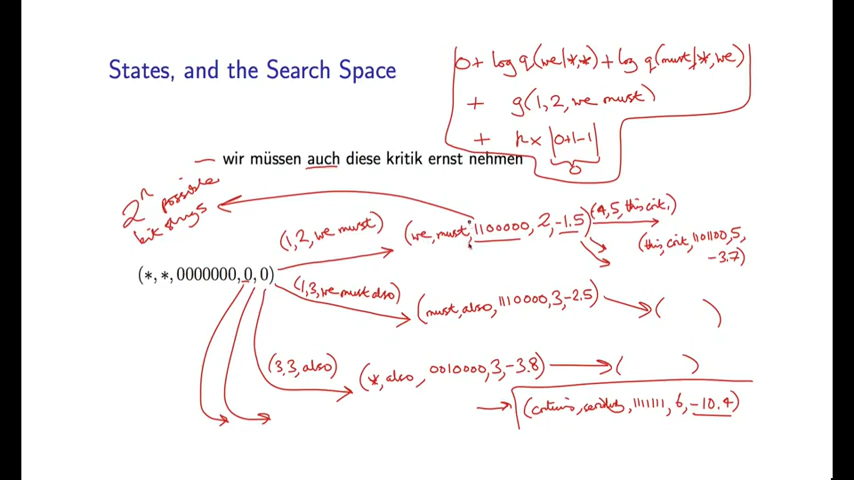 States, and the Search Space
0 + log q(we|*,*) + log q(must|*, we)
+ g(1, 2, we must)
+ η × |0+1-1|
0
wir müssen auch diese kritik ernst nehmen
2^n possible
bit strings
(1, 2, we must)
(we, must, 1100000, 2, -1.5)
(4, 5, this crit.)
(this, crit, 1101100, 5,
-3.7)
(*, *, 0000000, 0, 0)
(1, 3, we must also)
(must, also, 1110000, 3, -2.5)
( )
(3, 3, also)
(*, also, 0010000, 3, -3.8)
( )
seriously, 1111111, 6, -10.4)